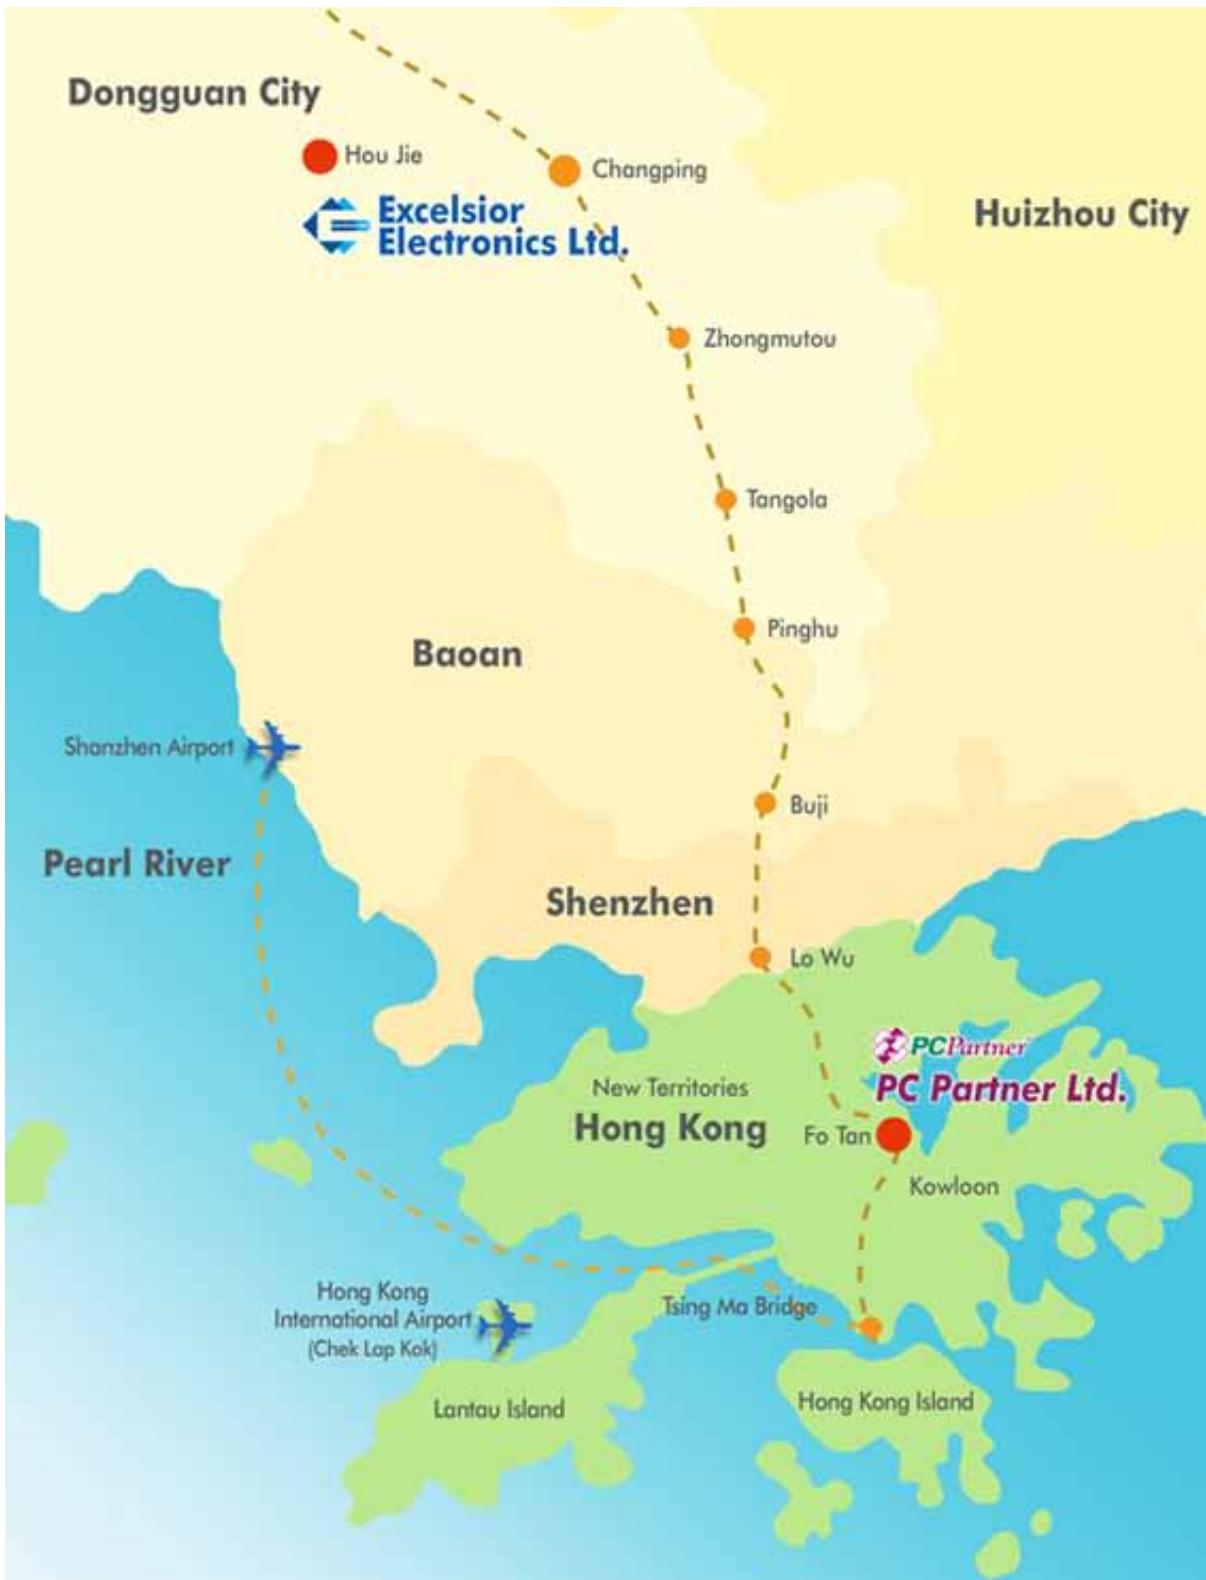 Dongguan City
Hou Jie
Changping
Excelsior
Electronics Ltd.
Huizhou City
Zhongmutou
Tangola
Pinghu
Baoan
Shanzhen Airport
Buji
Pearl River
Shenzhen
Lo Wu
PCPartner
PC Partner Ltd.
New Territories
Hong Kong
Fo Tan
Kowloon
Hong Kong
International Airport
(Chek Lap Kok)
Tsing Ma Bridge
Lantau Island
Hong Kong Island